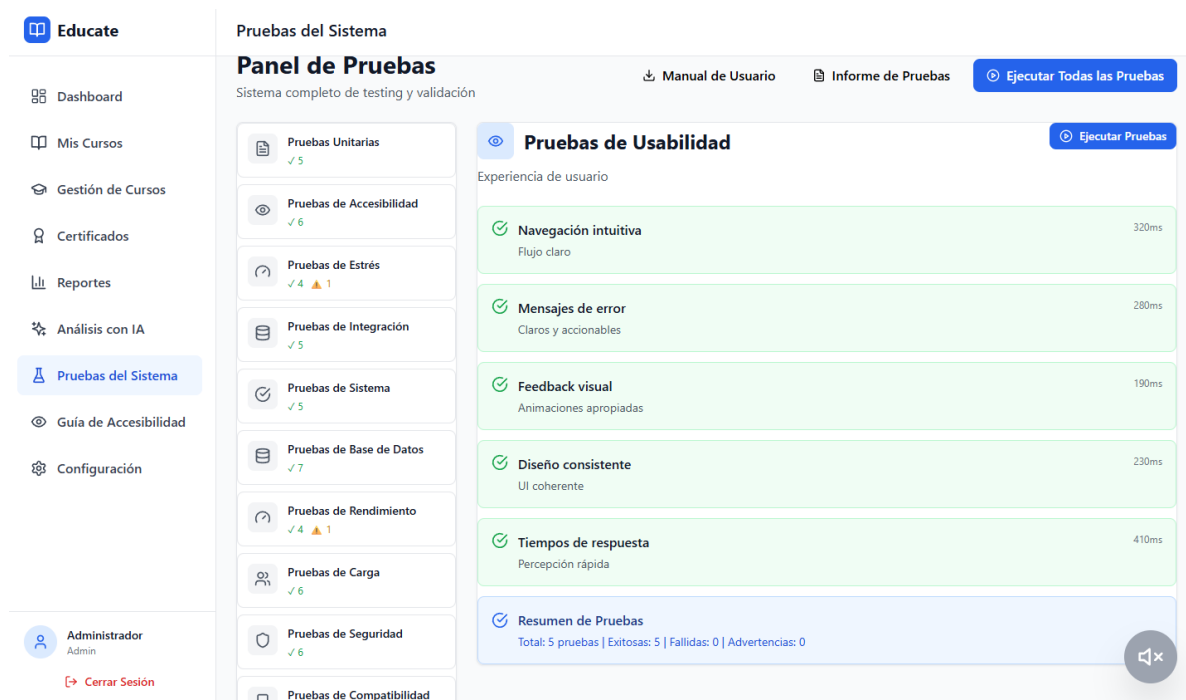 Educate
Dashboard
Mis Cursos
Gestión de Cursos
Certificados
Reportes
Análisis con IA
Pruebas del Sistema
Guía de Accesibilidad
Configuración
Administrador
Admin
Cerrar Sesión
Pruebas del Sistema
Panel de Pruebas
Sistema completo de testing y validación
Manual de Usuario
Informe de Pruebas
Ejecutar Todas las Pruebas
Pruebas Unitarias
✓ 5
Pruebas de Accesibilidad
✓ 6
Pruebas de Estrés
✓ 4 ⚠ 1
Pruebas de Integración
✓ 5
Pruebas de Sistema
✓ 5
Pruebas de Base de Datos
✓ 7
Pruebas de Rendimiento
✓ 4 ⚠ 1
Pruebas de Carga
✓ 6
Pruebas de Seguridad
✓ 6
Pruebas de Compatibilidad
Pruebas de Usabilidad
Ejecutar Pruebas
Experiencia de usuario
Navegación intuitiva 320ms
Flujo claro
Mensajes de error 280ms
Claros y accionables
Feedback visual 190ms
Animaciones apropiadas
Diseño consistente 230ms
UI coherente
Tiempos de respuesta 410ms
Percepción rápida
Resumen de Pruebas
Total: 5 pruebas | Exitosas: 5 | Fallidas: 0 | Advertencias: 0